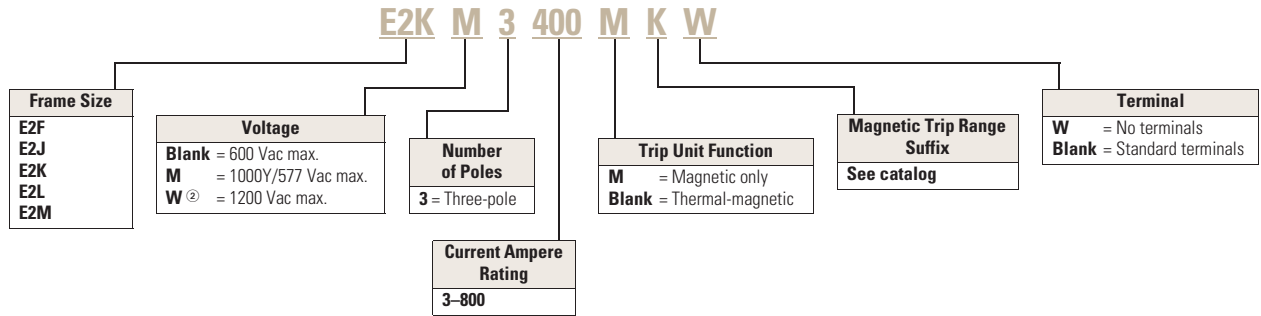 E2K M 3 400 M K W
Frame Size
E2F
E2J
E2K
E2L
E2M
Voltage
Blank = 600 Vac max.
M = 1000Y/577 Vac max.
W ② = 1200 Vac max.
Number
of Poles
3 = Three-pole
Current Ampere
Rating
3–800
Trip Unit Function
M = Magnetic only
Blank = Thermal-magnetic
Magnetic Trip Range
Suffix
See catalog
Terminal
W = No terminals
Blank = Standard terminals